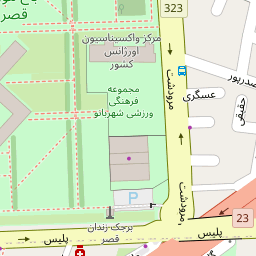 323
قصر
مرکز واکسیناسیون
اورژانس
کشور
مرودشت
صدرپور
عسگری
مجموعه
فرهنگی
ورزشی شهربانو
حقیقی
P
مرودشت
23
برجک زندان
قصر
پلیس
پلیس